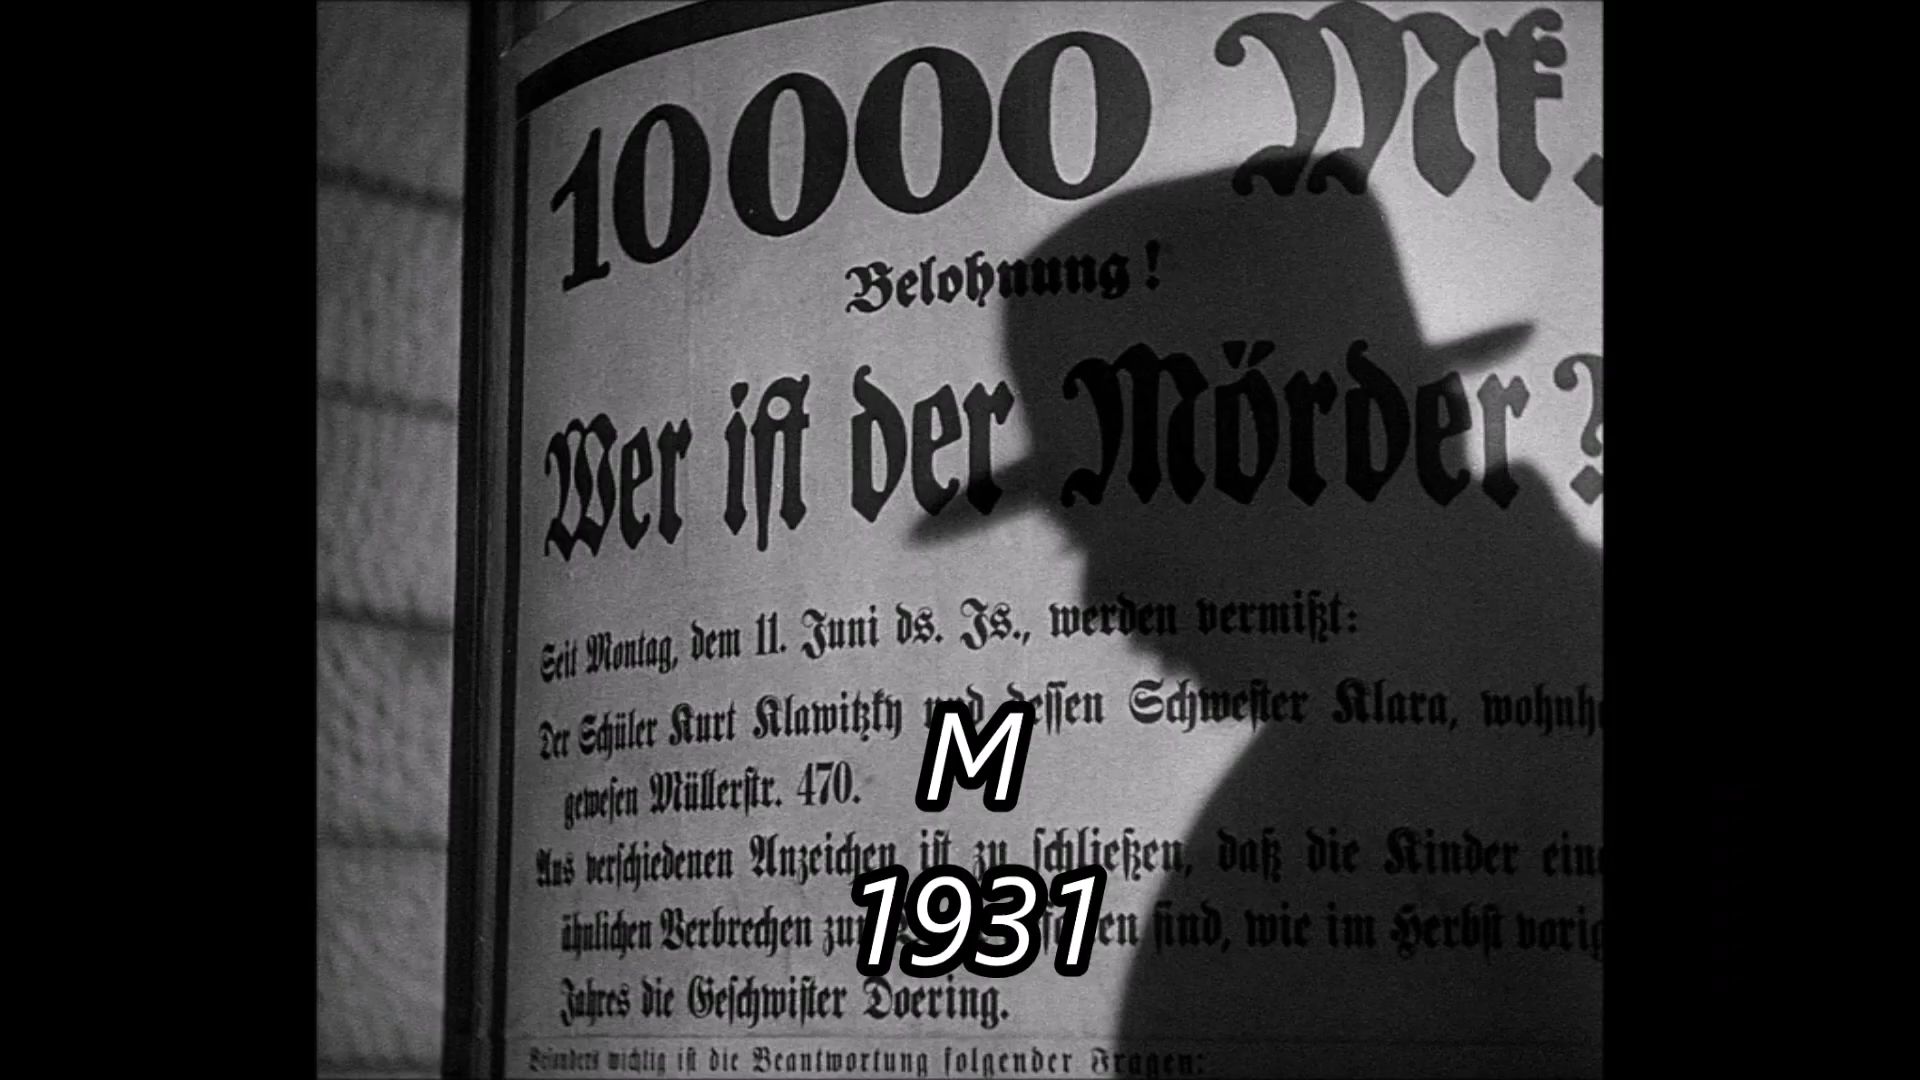 10000 Mk.
Belohnung!
Wer ist der Mörder?
Seit Montag, dem 11. Juni ds. Js., werden vermißt:
Der Schüler Kurt Klawitzky und dessen Schwester Klara, wohnh
gewesen Müllerstr. 470.
M
Aus verschiedenen Anzeichen ist zu schließen, daß die Kinder ein
1931
ähnlichen Verbrechen zum sind, wie im Herbst vorig
Jahres die Geschwister Doering.
Besonders wichtig ist die Beantwortung folgender Fragen: